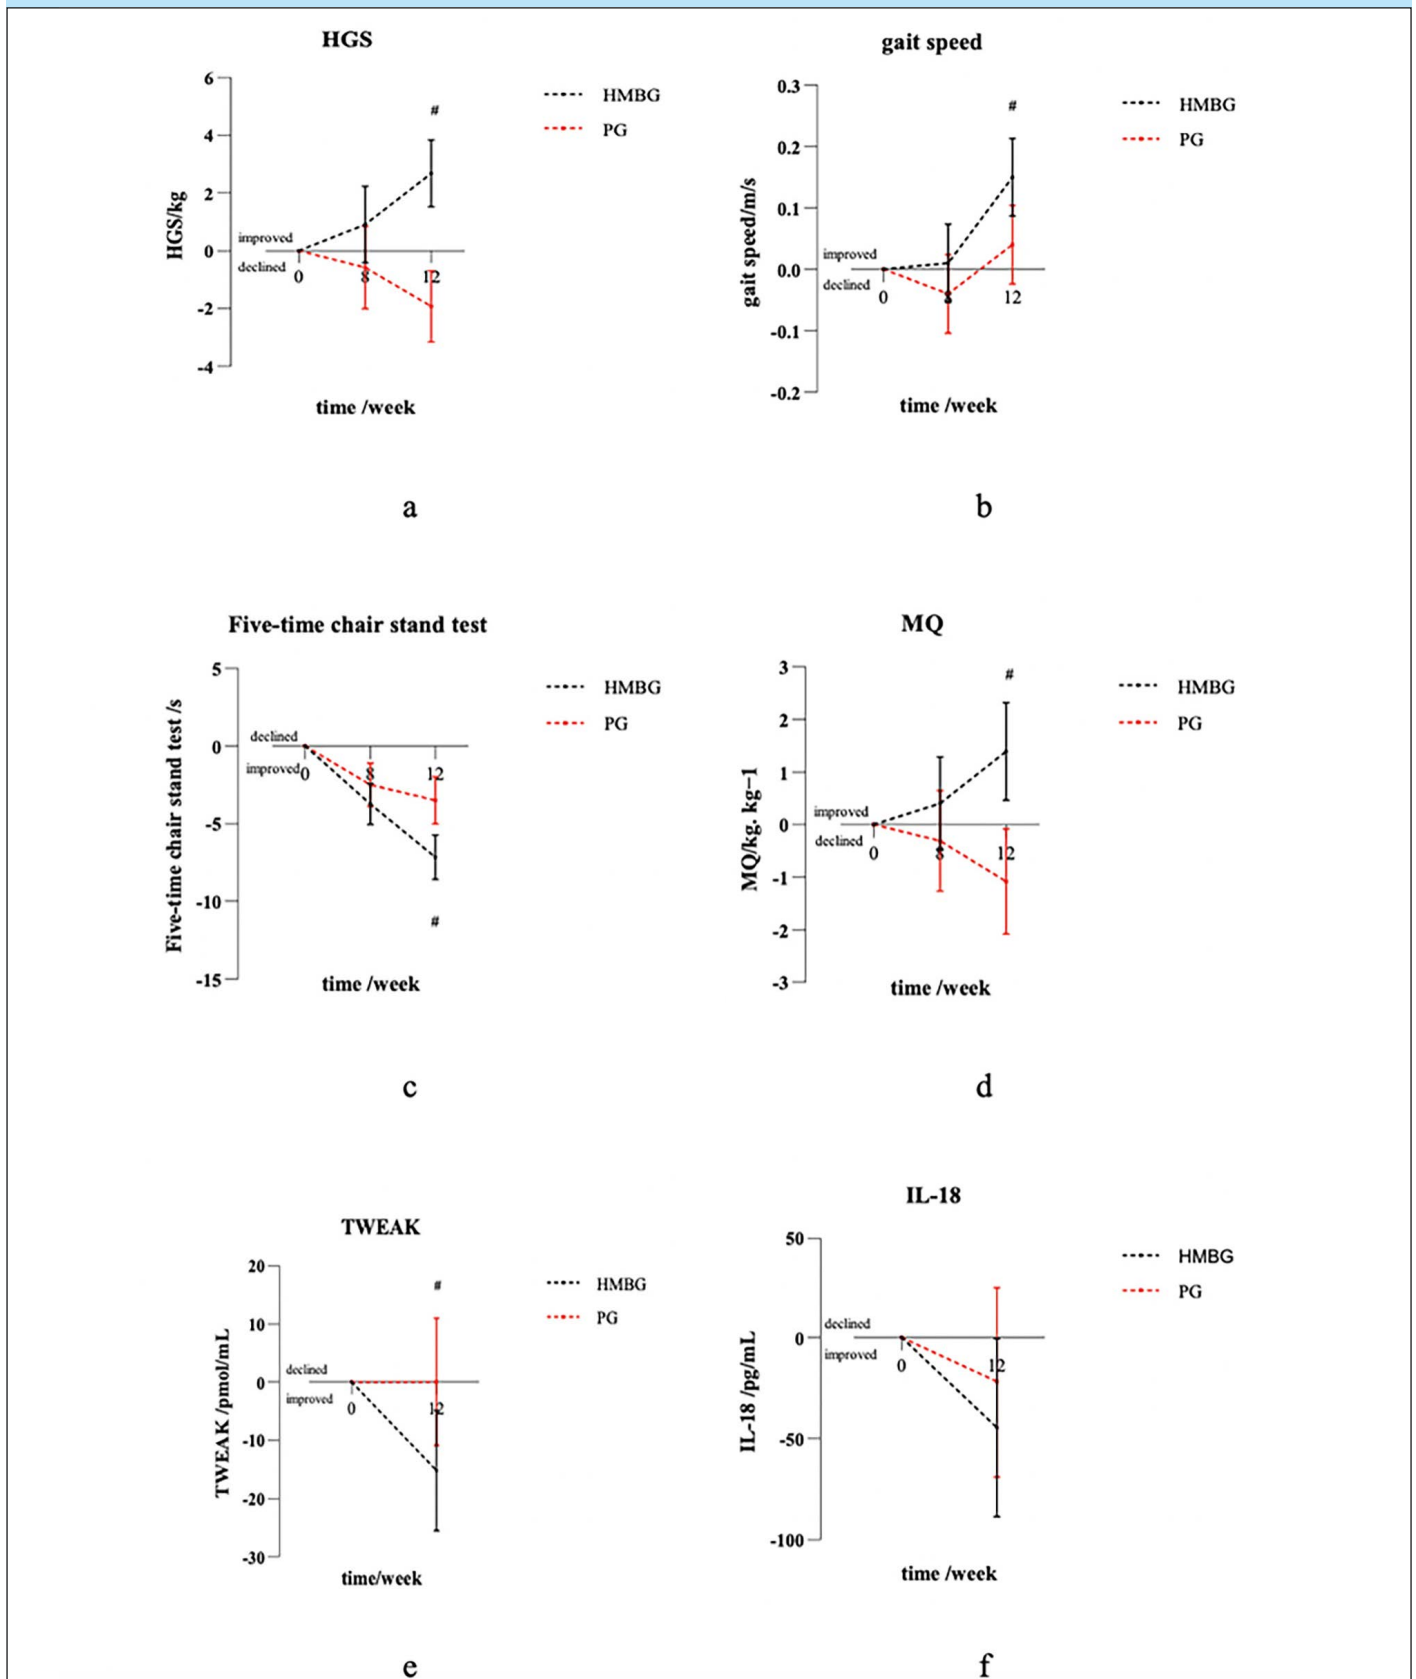 HGS
6
4
2
0
-2
-4
HGS/kg
improved
declined
0
8
12
#
HMBG
PG
time /week
a
gait speed
0.3
0.2
0.1
0.0
-0.1
-0.2
gait speed/m/s
improved
declined
0
8
12
#
HMBG
PG
time /week
b
Five-time chair stand test
5
0
-5
-10
-15
Five-time chair stand test /s
declined
improved
0
8
12
#
HMBG
PG
time /week
c
MQ
3
2
1
0
-1
-2
-3
MQ/kg. kg−1
improved
declined
0
8
12
#
HMBG
PG
time /week
d
TWEAK
20
10
0
-10
-20
-30
TWEAK /pmol/mL
declined
improved
0
12
#
HMBG
PG
time/week
e
IL-18
50
0
-50
-100
IL-18 /pg/mL
declined
improved
0
12
HMBG
PG
time /week
f